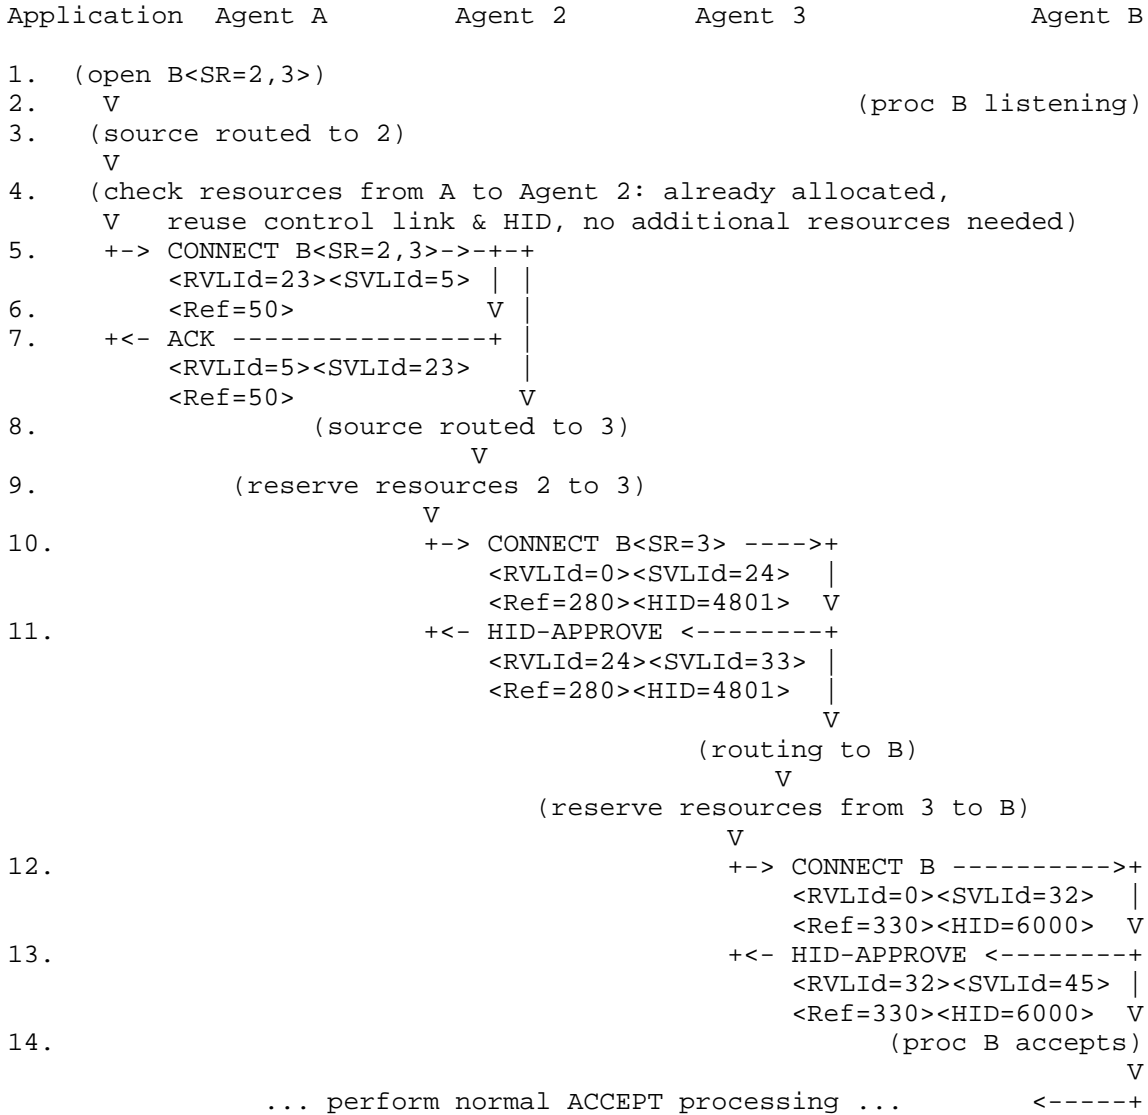 Application  Agent A        Agent 2        Agent 3              Agent B
1.  (open B<SR=2,3>)
2.    V                                             (proc B listening)
3.   (source routed to 2)
      V
4.   (check resources from A to Agent 2: already allocated,
      V   reuse control link & HID, no additional resources needed)
5.    +-> CONNECT B<SR=2,3>->-+-+
          <RVLId=23><SVLId=5> | |
6.        <Ref=50>            V |
7.    +<- ACK ----------------+ |
          <RVLId=5><SVLId=23>   |
          <Ref=50>              V
8.                 (source routed to 3)
                            V
9.            (reserve resources 2 to 3)
                         V
10.                      +-> CONNECT B<SR=3> ---->+
                             <RVLId=0><SVLId=24>  |
                             <Ref=280><HID=4801>  V
11.                      +<- HID-APPROVE <--------+
                             <RVLId=24><SVLId=33> |
                             <Ref=280><HID=4801>  |
                                                  V
                                          (routing to B)
                                               V
                                (reserve resources from 3 to B)
                                            V
12.                                         +-> CONNECT B ---------->+
                                                <RVLId=0><SVLId=32>  |
                                                <Ref=330><HID=6000>  V
13.                                         +<- HID-APPROVE <--------+
                                                <RVLId=32><SVLId=45> |
                                                <Ref=330><HID=6000>  V
14.                                                   (proc B accepts)
                                                                     V
                ... perform normal ACCEPT processing ...       <-----+